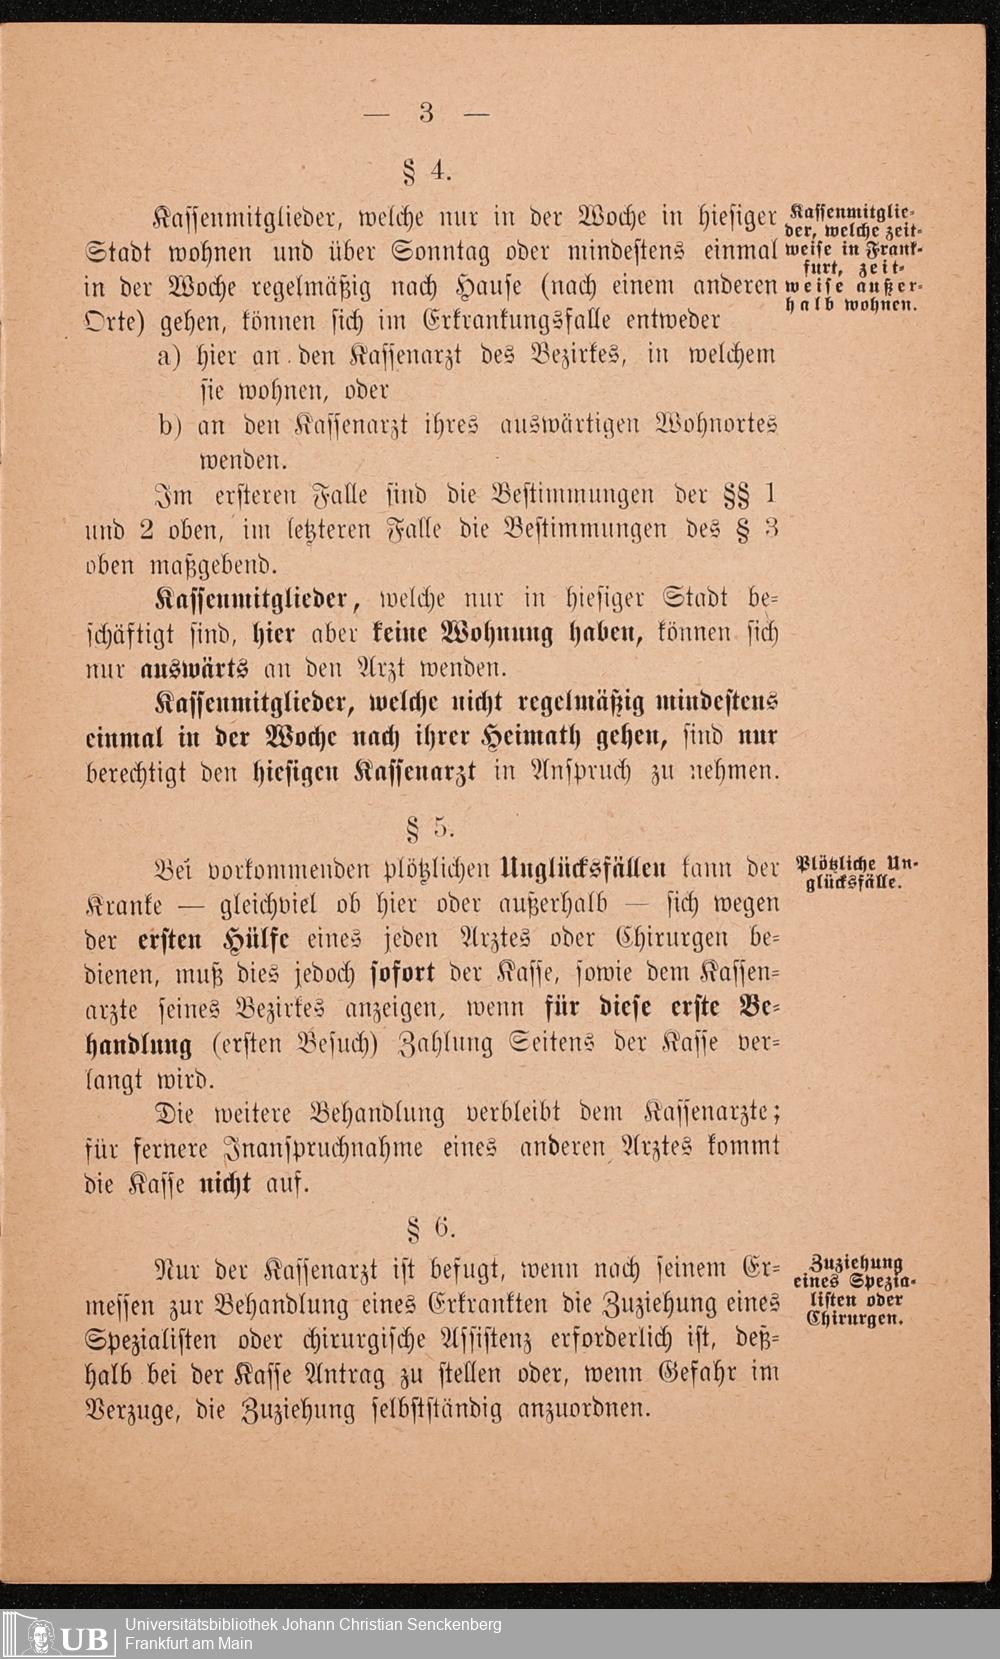 — 3 —
§ 4.
Kassenmitglieder, welche nur in der Woche in hiesiger
Stadt wohnen und über Sonntag oder mindestens einmal
in der Woche regelmäßig nach Hause (nach einem anderen
Orte) gehen, können sich im Erkrankungsfalle entweder
a) hier an den Kassenarzt des Bezirkes, in welchem
sie wohnen, oder
b) an den Kassenarzt ihres auswärtigen Wohnortes
wenden.
Kassenmitglie-
der, welche zeit-
weise in Frank-
furt, zeit-
weise außer-
halb wohnen.
Im ersteren Falle sind die Bestimmungen der §§ 1
und 2 oben, im letzteren Falle die Bestimmungen des § 3
oben maßgebend.
Kassenmitglieder, welche nur in hiesiger Stadt be-
schäftigt sind, hier aber keine Wohnung haben, können sich
nur auswärts an den Arzt wenden.
Kassenmitglieder, welche nicht regelmäßig mindestens
einmal in der Woche nach ihrer Heimath gehen, sind nur
berechtigt den hiesigen Kassenarzt in Anspruch zu nehmen.
§ 5.
Bei vorkommenden plötzlichen Unglücksfällen kann der
Kranke — gleichviel ob hier oder außerhalb — sich wegen
der ersten Hülfe eines jeden Arztes oder Chirurgen be-
dienen, muß dies jedoch sofort der Kasse, sowie dem Kassen-
arzte seines Bezirkes anzeigen, wenn für diese erste Be-
handlung (ersten Besuch) Zahlung Seitens der Kasse ver-
langt wird.
Plötzliche Un-
glücksfälle.
Die weitere Behandlung verbleibt dem Kassenarzte;
für fernere Inanspruchnahme eines anderen Arztes kommt
die Kasse nicht auf.
§ 6.
Nur der Kassenarzt ist befugt, wenn nach seinem Er-
messen zur Behandlung eines Erkrankten die Zuziehung eines
Spezialisten oder chirurgische Assistenz erforderlich ist, deß-
halb bei der Kasse Antrag zu stellen oder, wenn Gefahr im
Verzuge, die Zuziehung selbstständig anzuordnen.
Zuziehung
eines Spezia-
listen oder
Chirurgen.
UB
Universitätsbibliothek Johann Christian Senckenberg
Frankfurt am Main